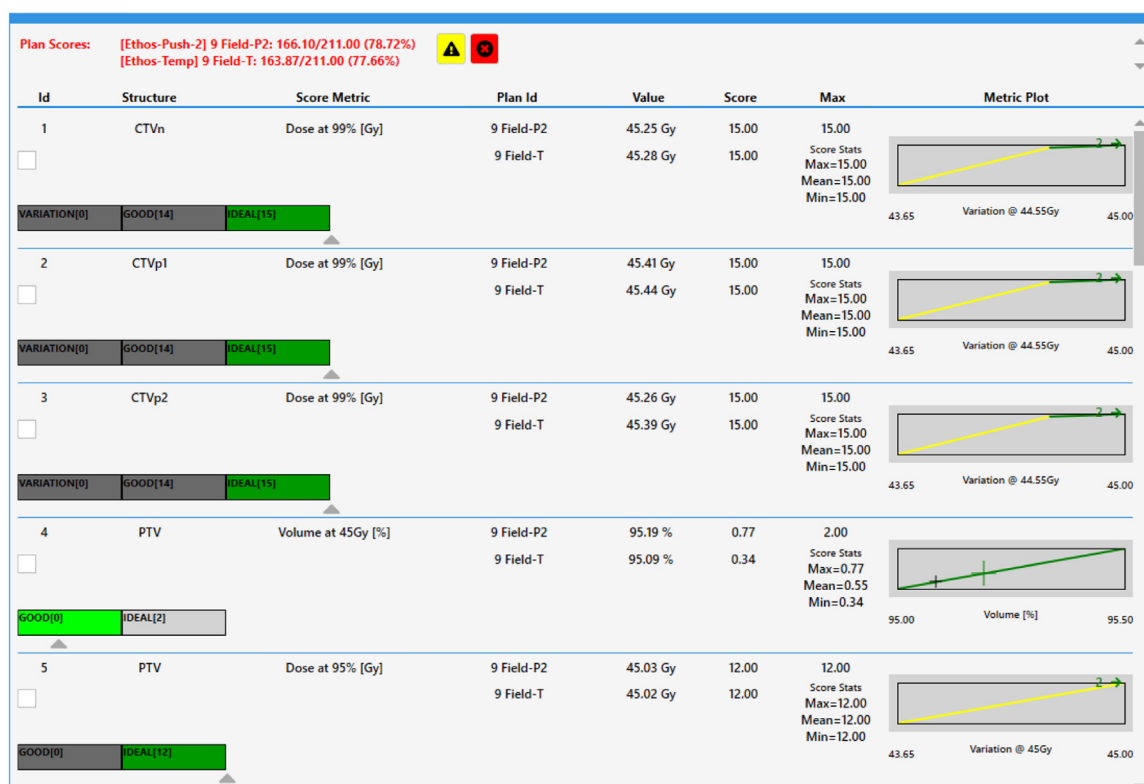 Plan Scores: [Ethos-Push-2] 9 Field-P2: 166.10/211.00 (78.72%)
[Ethos-Temp] 9 Field-T: 163.87/211.00 (77.66%)
Id Structure Score Metric Plan Id Value Score Max Metric Plot
1 CTVn Dose at 99% [Gy] 9 Field-P2 45.25 Gy 15.00 15.00
9 Field-T 45.28 Gy 15.00 Score Stats
Max=15.00
Mean=15.00
Min=15.00
2
VARIATION[0] GOOD[14] IDEAL[15]
43.65 Variation @ 44.55Gy 45.00
2 CTVp1 Dose at 99% [Gy] 9 Field-P2 45.41 Gy 15.00 15.00
9 Field-T 45.44 Gy 15.00 Score Stats
Max=15.00
Mean=15.00
Min=15.00
2
VARIATION[0] GOOD[14] IDEAL[15]
43.65 Variation @ 44.55Gy 45.00
3 CTVp2 Dose at 99% [Gy] 9 Field-P2 45.26 Gy 15.00 15.00
9 Field-T 45.39 Gy 15.00 Score Stats
Max=15.00
Mean=15.00
Min=15.00
2
VARIATION[0] GOOD[14] IDEAL[15]
43.65 Variation @ 44.55Gy 45.00
4 PTV Volume at 45Gy [%] 9 Field-P2 95.19 % 0.77 2.00
9 Field-T 95.09 % 0.34 Score Stats
Max=0.77
Mean=0.55
Min=0.34
GOOD[0] IDEAL[2]
95.00 Volume [%] 95.50
5 PTV Dose at 95% [Gy] 9 Field-P2 45.03 Gy 12.00 12.00
9 Field-T 45.02 Gy 12.00 Score Stats
Max=12.00
Mean=12.00
Min=12.00
2
GOOD[0] IDEAL[12]
43.65 Variation @ 45Gy 45.00